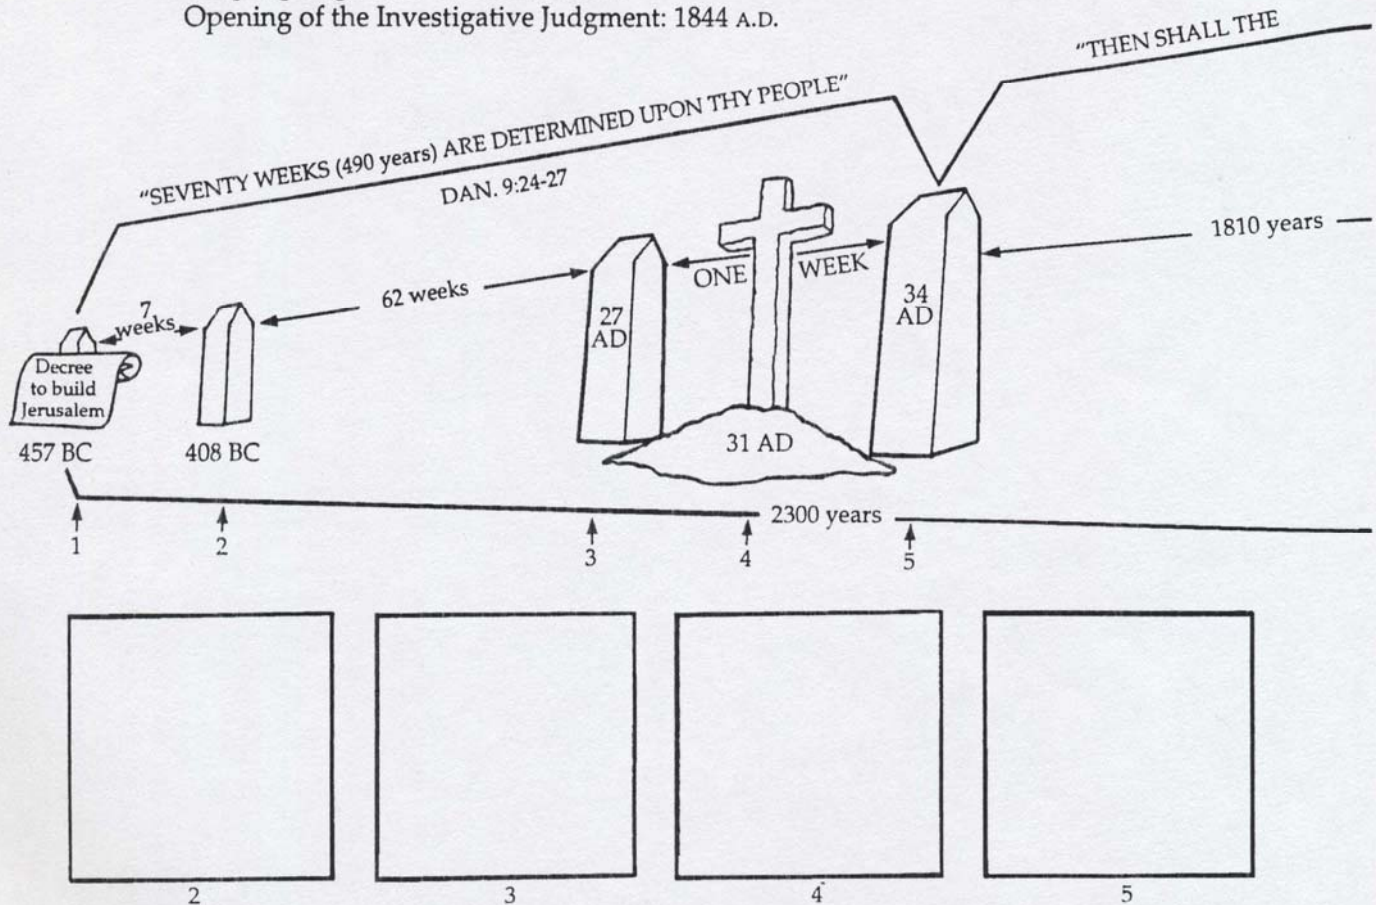 Opening of the Investigative Judgment: 1844 A.D.
"THEN SHALL THE
"SEVENTY WEEKS (490 years) ARE DETERMINED UPON THY PEOPLE"
DAN. 9:24-27
1810 years
ONE WEEK
62 weeks
34
AD
7
weeks
27
AD
Decree
to build
Jerusalem
31 AD
457 BC
408 BC
2300 years
1
2
3
4
5
2
3
4
5